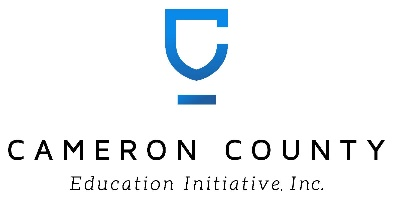 CAMERON COUNTY
Education Initiative, Inc.